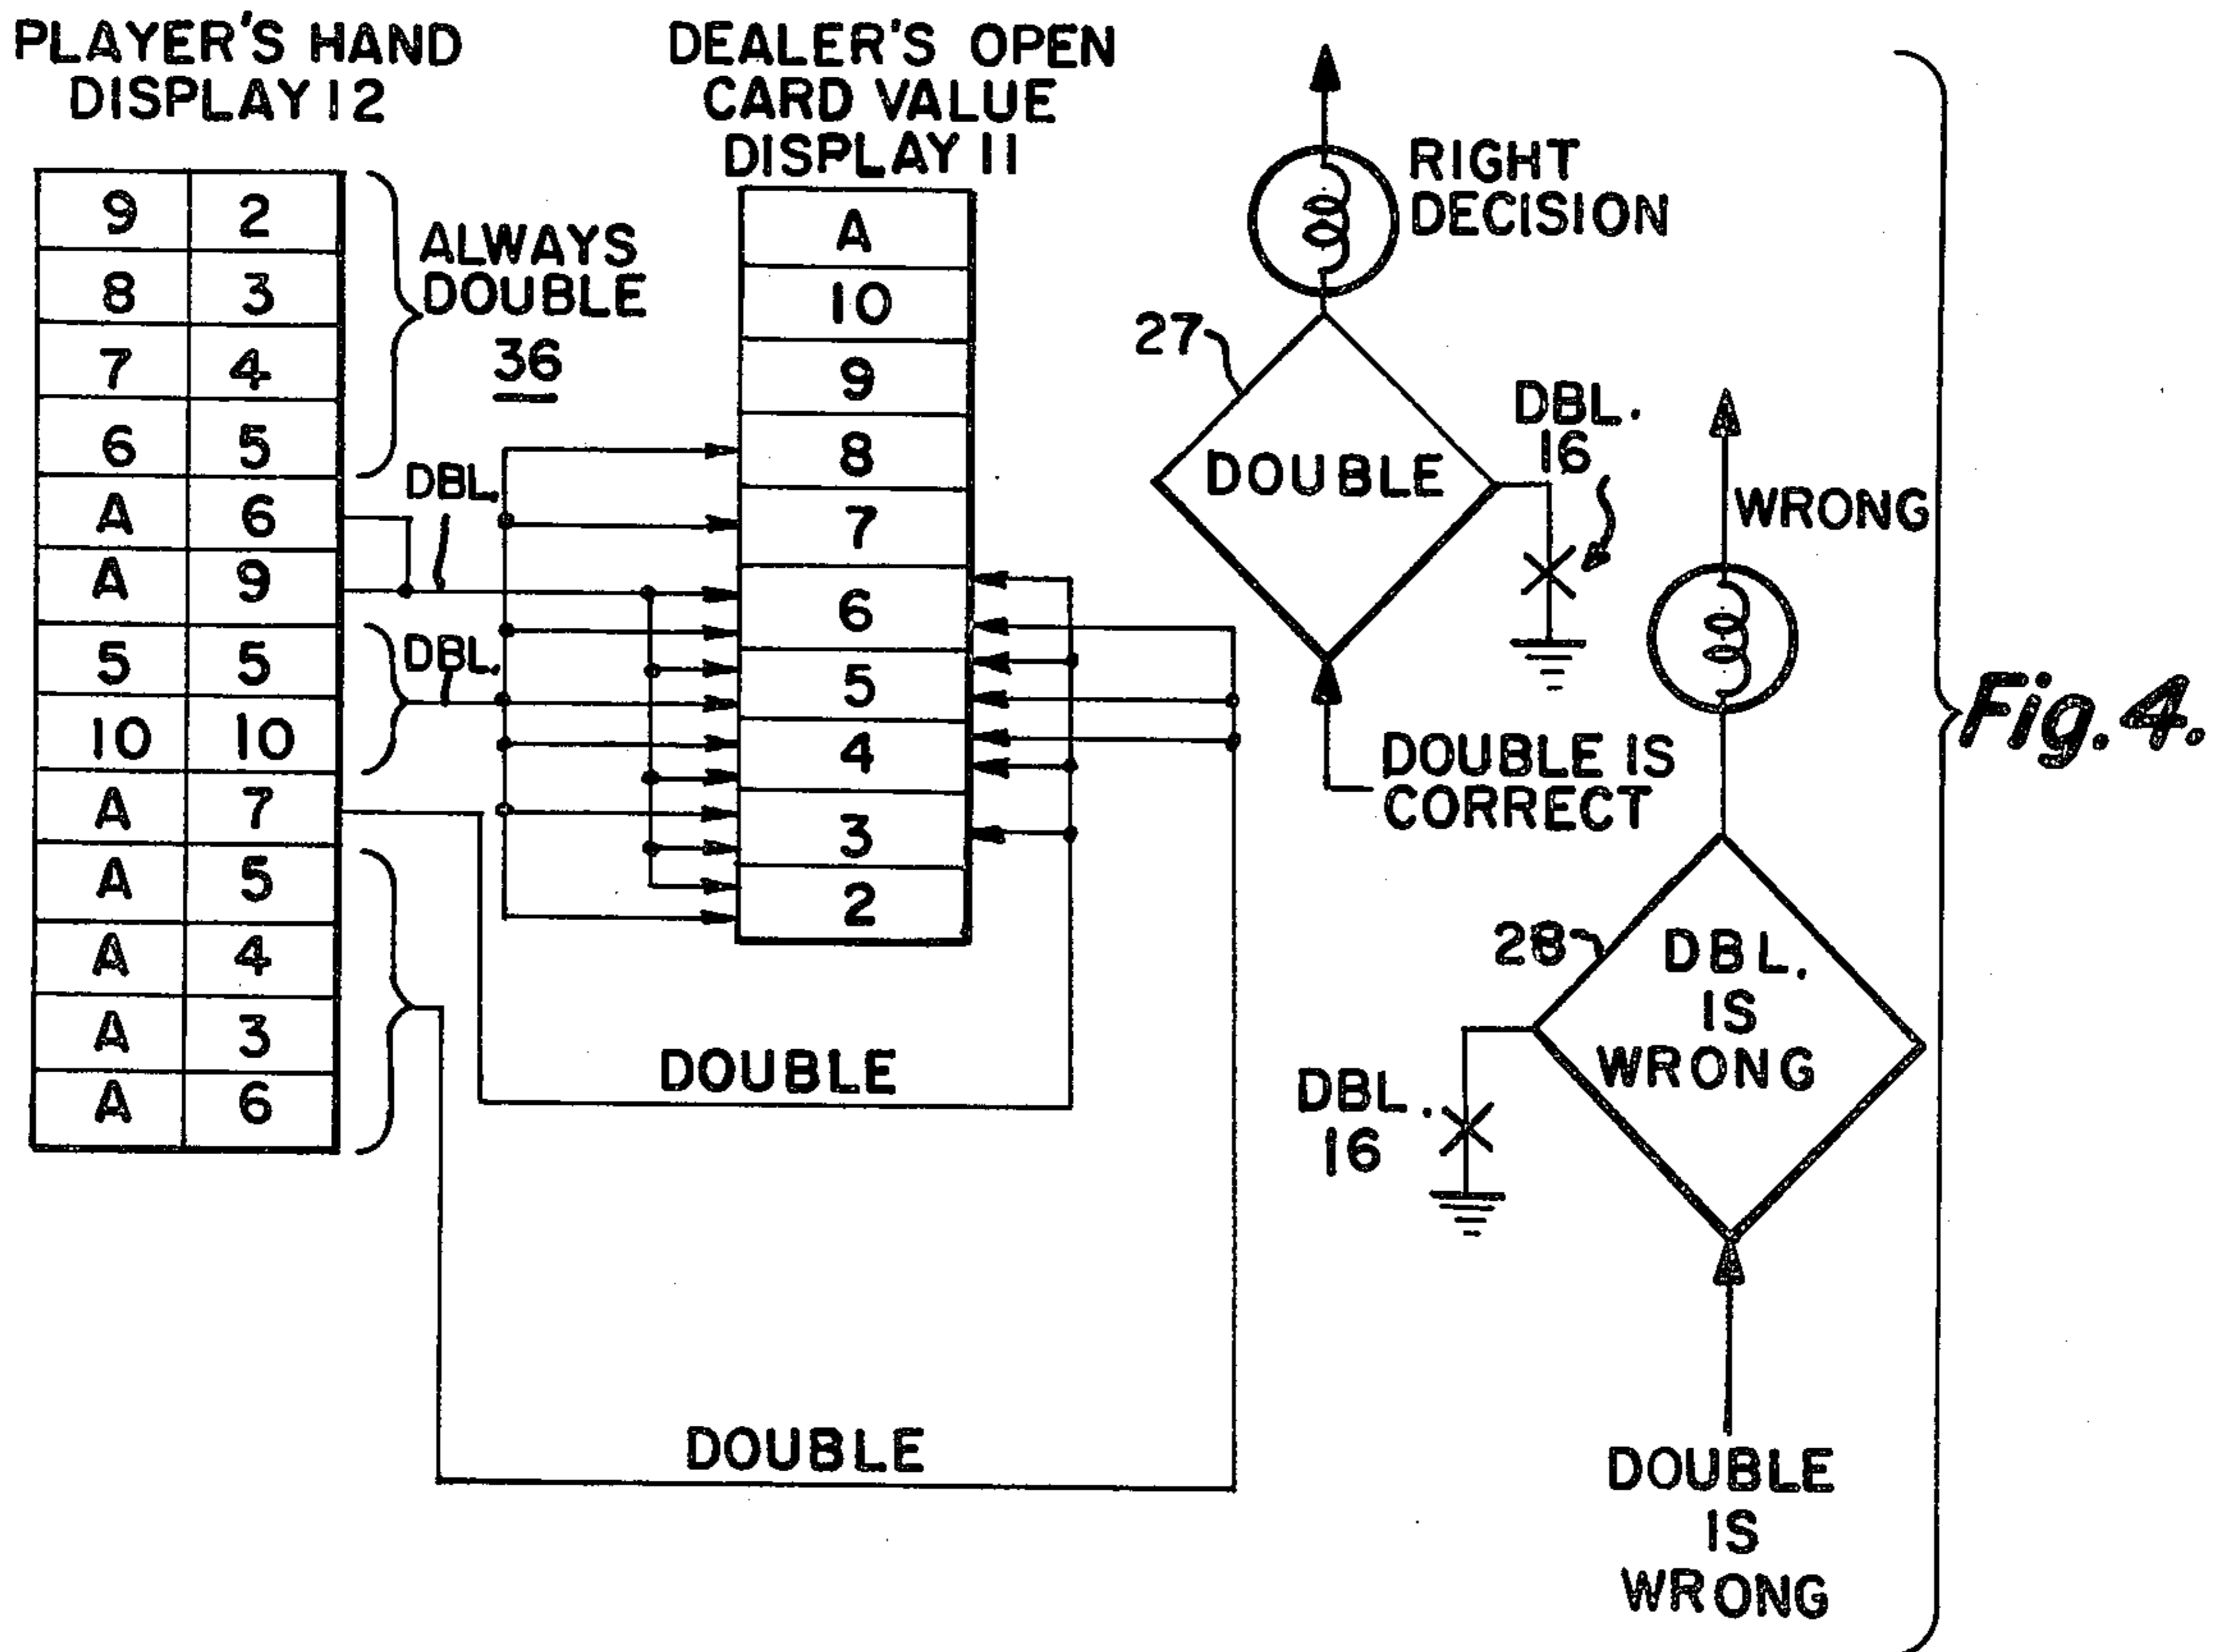 PLAYER'S HAND
DISPLAY 12
9 2
8 3
7 4
6 5
A 6
A 9
5 5
10 10
A 7
A 5
A 4
A 3
A 6
ALWAYS
DOUBLE
36
DBL.
DBL.
DEALER'S OPEN
CARD VALUE
DISPLAY 11
A
10
9
8
7
6
5
4
3
2
DOUBLE
DOUBLE
RIGHT
DECISION
27
DOUBLE
DBL.
16
DOUBLE IS
CORRECT
WRONG
28
DBL.
IS
WRONG
DBL.
16
DOUBLE
IS
WRONG
Fig. 4.